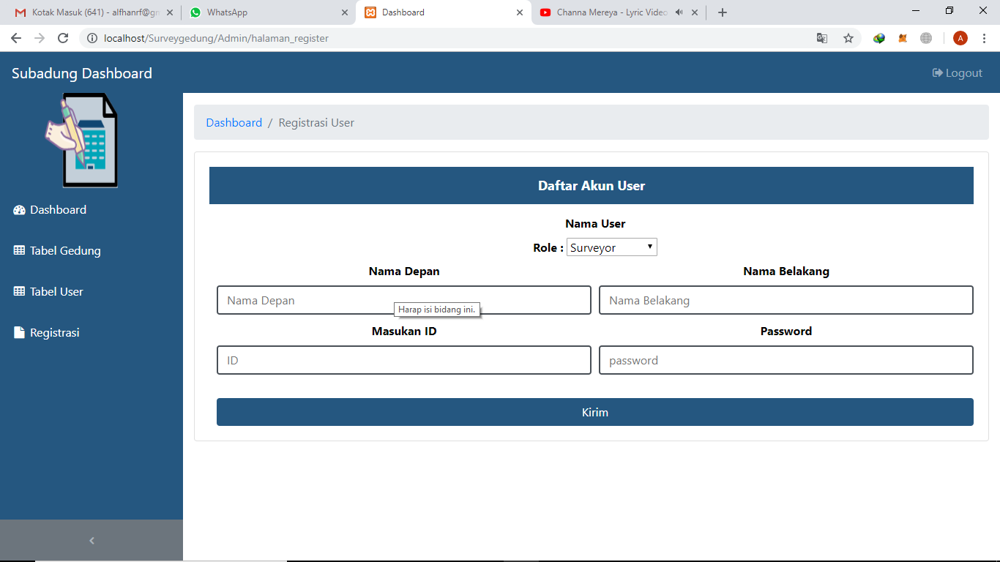 Kotak Masuk (641) - alfhanrf@gm
WhatsApp
Dashboard
Channa Mereya - Lyric Video
localhost/Surveygedung/Admin/halaman_register
A
Subadung Dashboard
Logout
Dashboard / Registrasi User
Daftar Akun User
Dashboard
Nama User
Tabel Gedung
Role : Surveyor
Nama Depan
Nama Belakang
Tabel User
Nama Depan
Nama Belakang
Harap isi bidang ini.
Registrasi
Masukan ID
Password
ID
password
Kirim